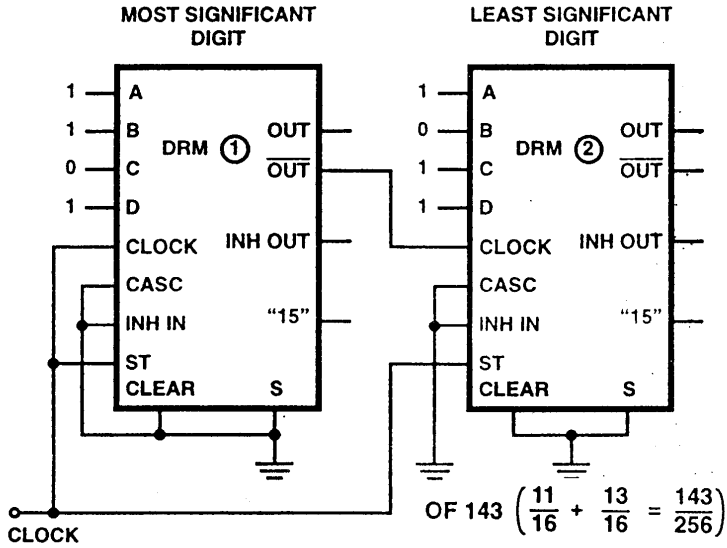 MOST SIGNIFICANT
DIGIT
LEAST SIGNIFICANT
DIGIT
1 A
1 B
0 C
1 D
DRM 1
OUT
OUT
CLOCK
INH OUT
CASC
INH IN
"15"
ST
CLEAR
S
1 A
0 B
1 C
1 D
DRM 2
OUT
OUT
CLOCK
INH OUT
CASC
INH IN
"15"
ST
CLEAR
S
CLOCK
OF 143 (11/16 + 13/16 = 143/256)